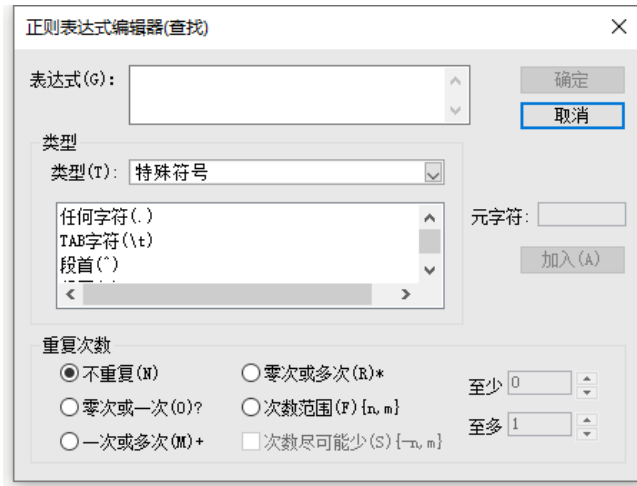 正则表达式编辑器(查找)
表达式(G):
确定
取消
类型
类型(T): 特殊符号
任何字符(.)
TAB字符(\t)
段首(^)
元字符:
加入(A)
重复次数
不重复(N)
零次或多次(R)*
至少 0
零次或一次(O)?
次数范围(F){n,m}
至多 1
一次或多次(M)+
次数尽可能少(S){-n,m}